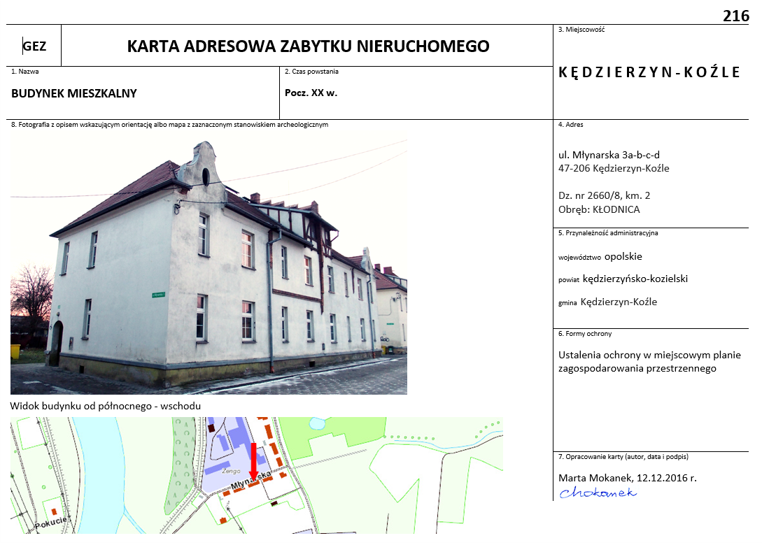 216
GEZ
KARTA ADRESOWA ZABYTKU NIERUCHOMEGO
3. Miejscowość
KĘDZIERZYN-KOŹLE
1. Nazwa
BUDYNEK MIESZKALNY
2. Czas powstania
Pocz. XX w.
8. Fotografia z opisem wskazującym orientację albo mapa z zaznaczonym stanowiskiem archeologicznym
4. Adres
ul. Młynarska 3a-b-c-d
47-206 Kędzierzyn-Koźle
Dz. nr 2660/8, km. 2
Obręb: KŁODNICA
5. Przynależność administracyjna
województwo opolskie
powiat kędzierzyńsko-kozielski
gmina Kędzierzyn-Koźle
6. Formy ochrony
Ustalenia ochrony w miejscowym planie
zagospodarowania przestrzennego
7. Opracowanie karty (autor, data i podpis)
Marta Mokanek, 12.12.2016 r.
Widok budynku od północnego - wschodu
Młynarska
Pokucie